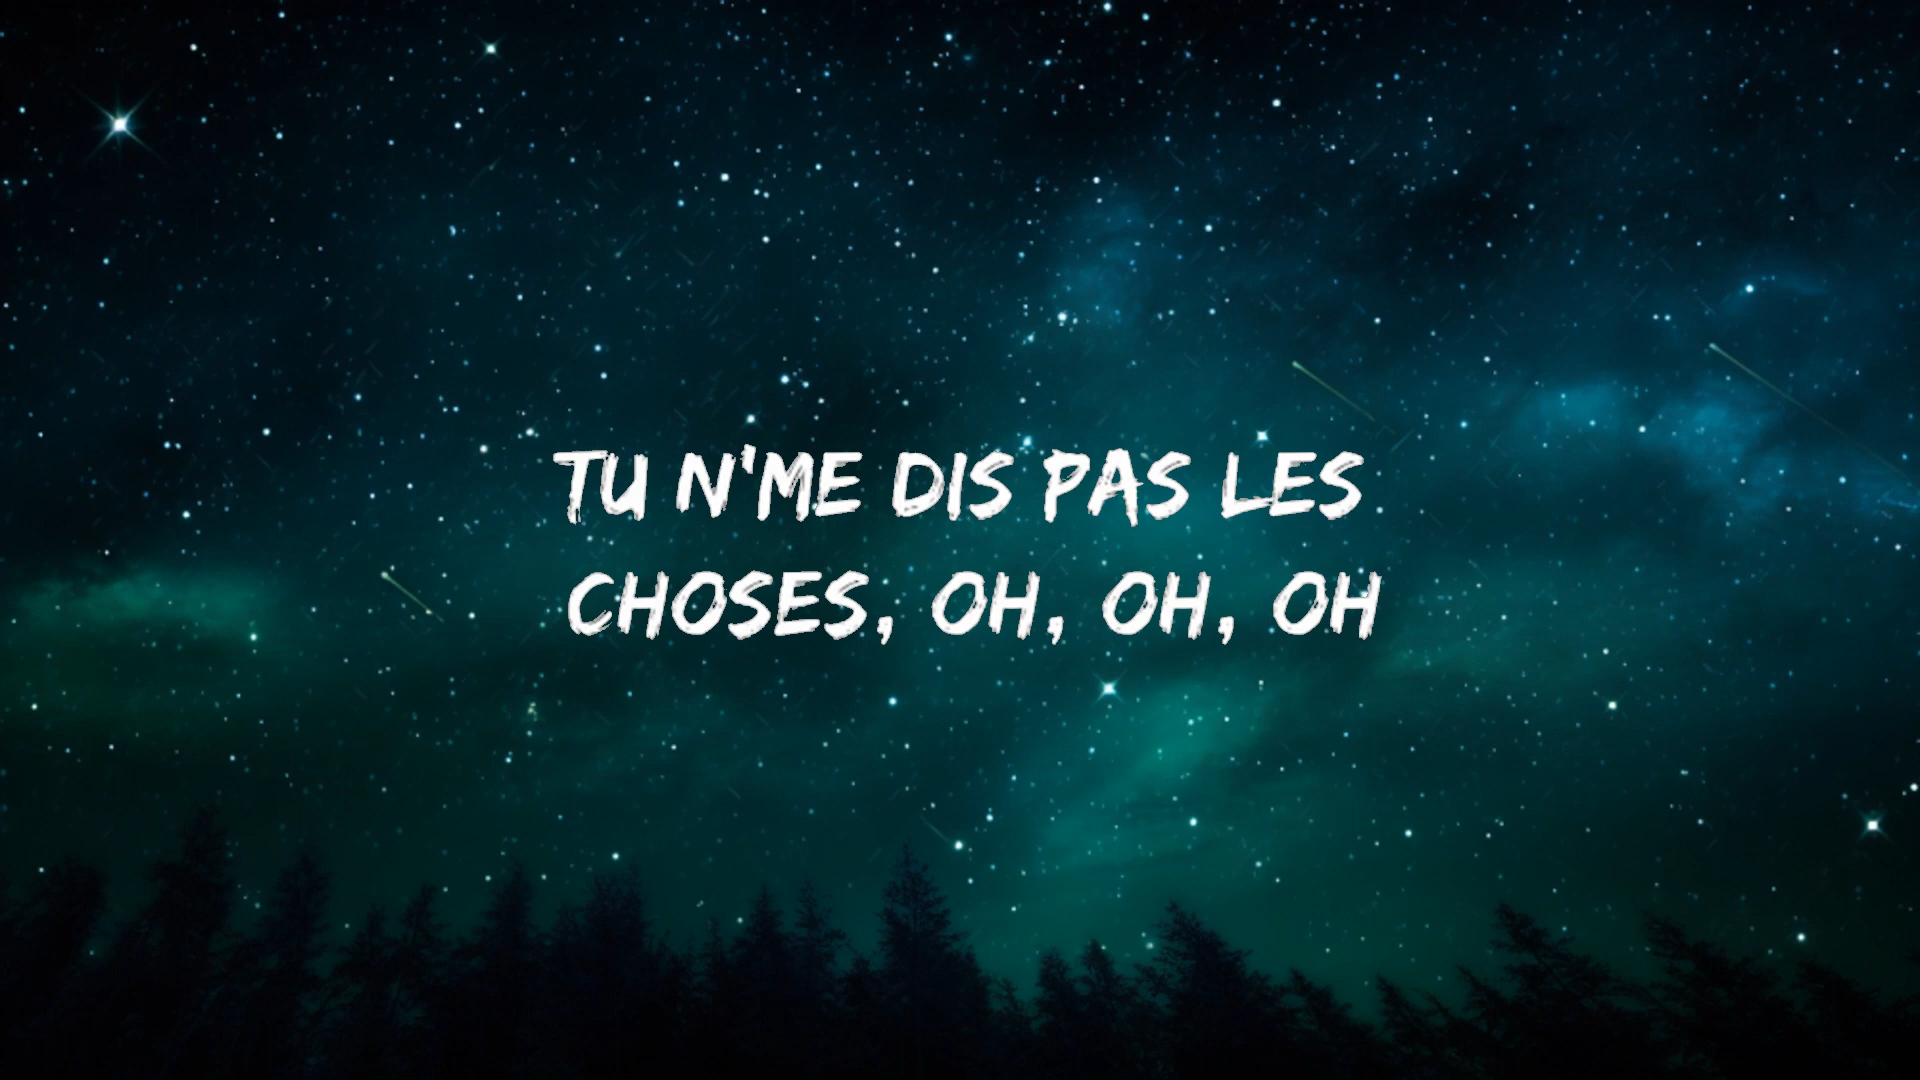 TU N'ME DIS PAS LES
CHOSES, OH, OH, OH